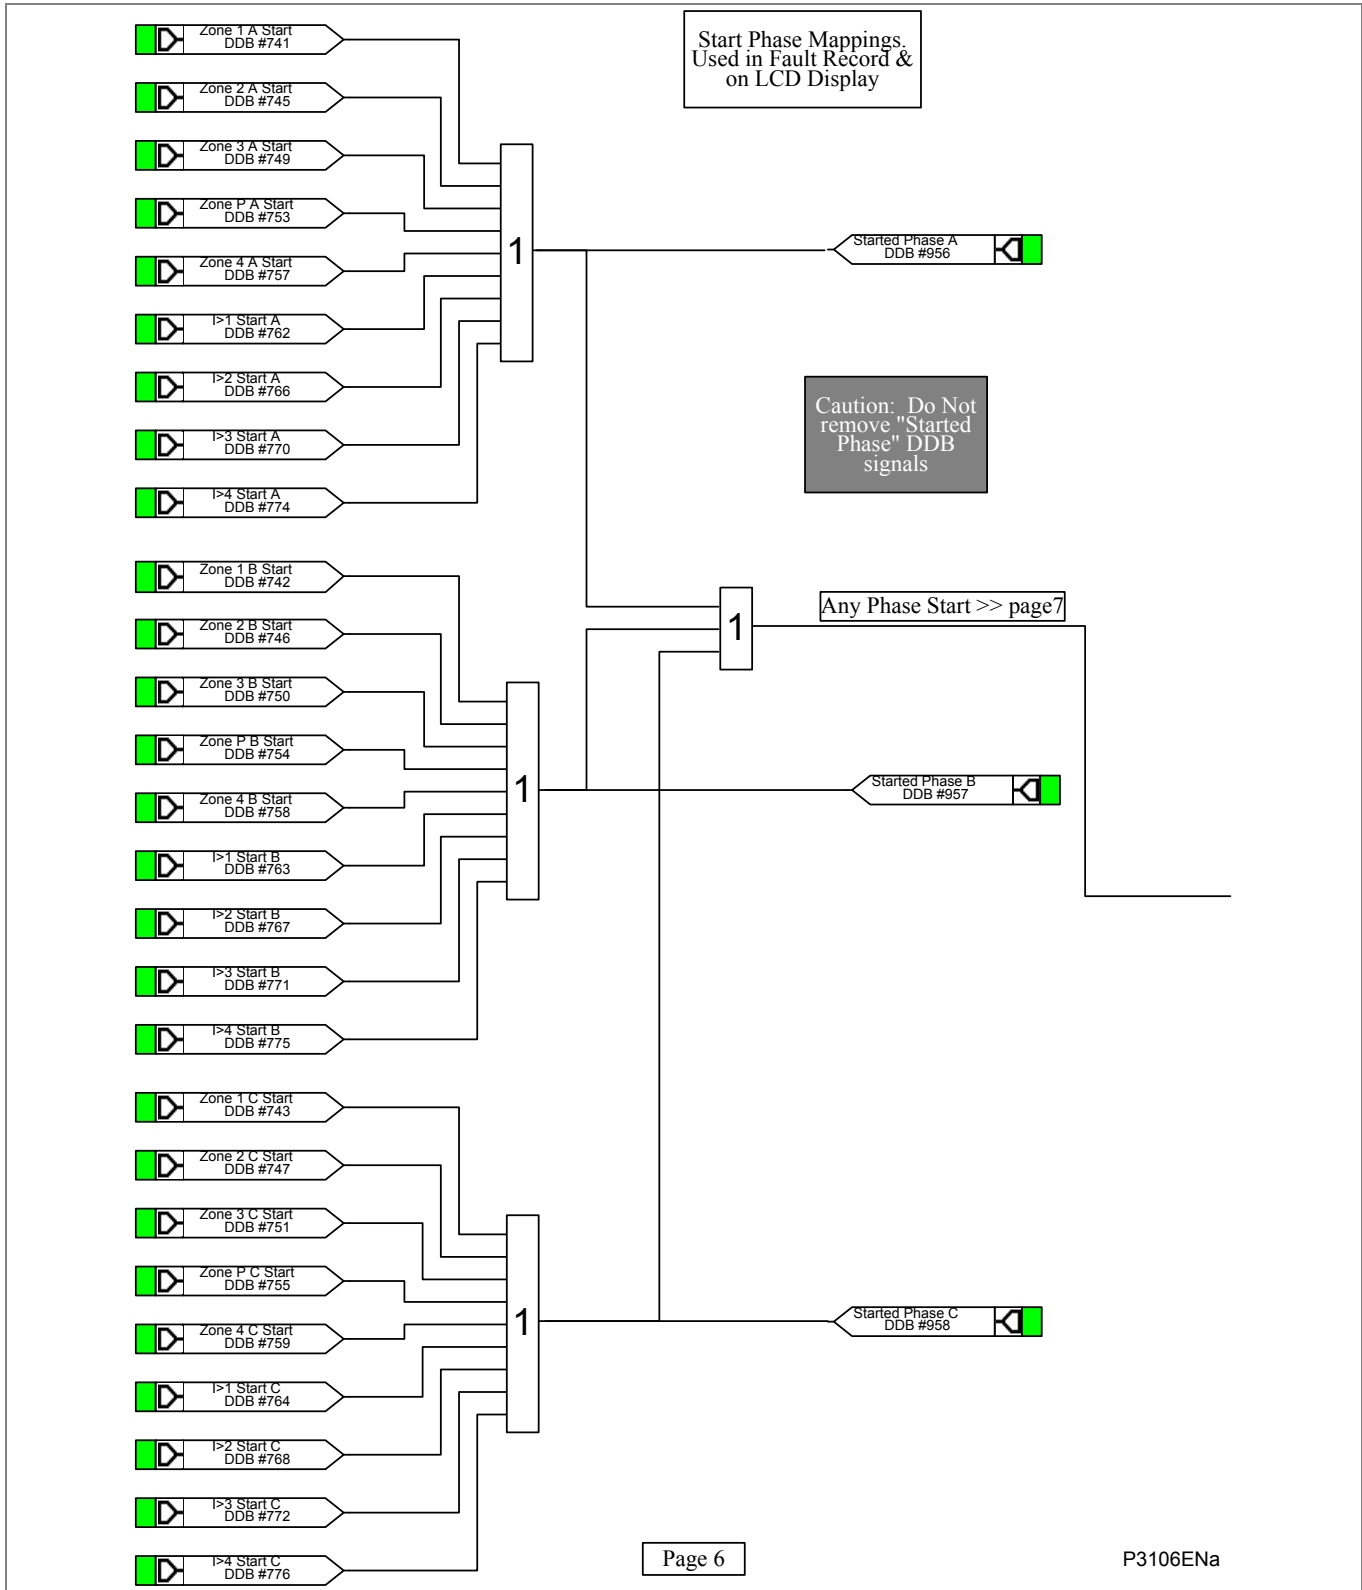 Zone 1 A Start
DDB #741
Start Phase Mappings.
Used in Fault Record &
on LCD Display
Zone 2 A Start
DDB #745
Zone 3 A Start
DDB #749
Zone P A Start
DDB #753
1
Started Phase A
DDB #956
Zone 4 A Start
DDB #757
I>1 Start A
DDB #762
I>2 Start A
DDB #766
Caution: Do Not
remove "Started
Phase" DDB
signals
I>3 Start A
DDB #770
I>4 Start A
DDB #774
Zone 1 B Start
DDB #742
Any Phase Start >> page7
1
Zone 2 B Start
DDB #746
Zone 3 B Start
DDB #750
Zone P B Start
DDB #754
1
Started Phase B
DDB #957
Zone 4 B Start
DDB #758
I>1 Start B
DDB #763
I>2 Start B
DDB #767
I>3 Start B
DDB #771
I>4 Start B
DDB #775
Zone 1 C Start
DDB #743
Zone 2 C Start
DDB #747
Zone 3 C Start
DDB #751
Zone P C Start
DDB #755
1
Started Phase C
DDB #958
Zone 4 C Start
DDB #759
I>1 Start C
DDB #764
I>2 Start C
DDB #768
I>3 Start C
DDB #772
I>4 Start C
DDB #776
Page 6
P3106ENa